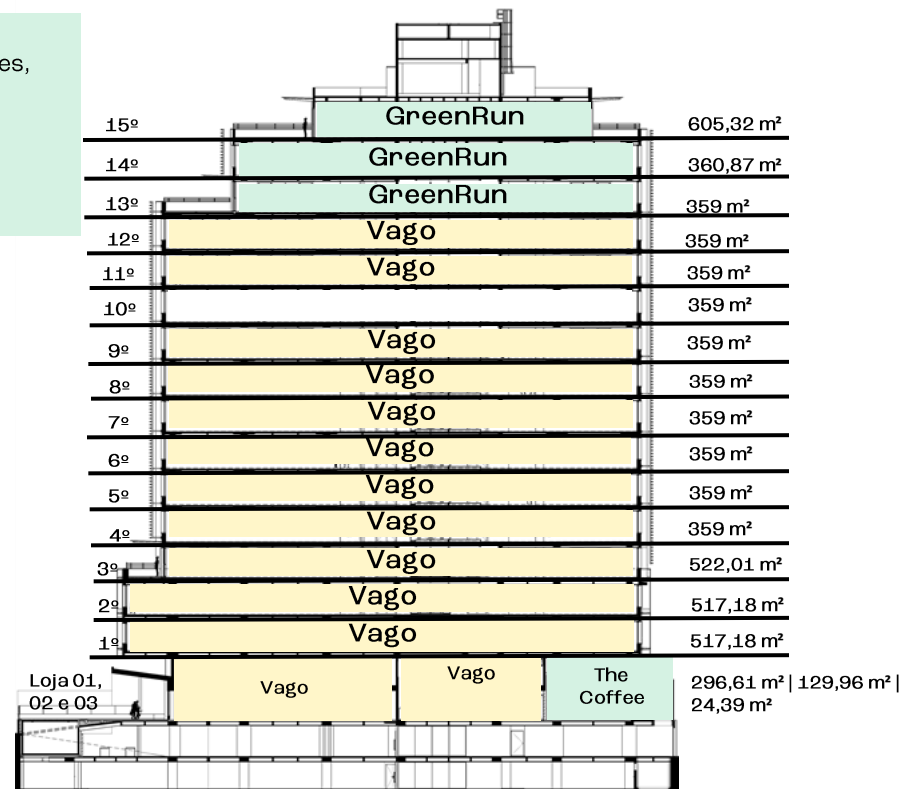 es,
15º GreenRun 605,32 m²
14º GreenRun 360,87 m²
13º GreenRun 359 m²
12º Vago 359 m²
11º Vago 359 m²
10º 359 m²
9º Vago 359 m²
8º Vago 359 m²
7º Vago 359 m²
6º Vago 359 m²
5º Vago 359 m²
4º Vago 359 m²
3º Vago 522,01 m²
2º Vago 517,18 m²
1º Vago 517,18 m²
Loja 01,
02 e 03
Vago
Vago
The
Coffee
296,61 m² | 129,96 m² |
24,39 m²